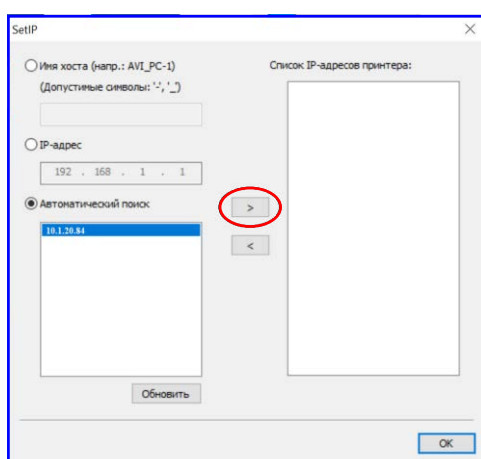 SetIP
Имя хоста (напр.: AVI_PC-1)
(Допустимые символы: '-', '_')
IP-адрес
192 . 168 . 1 . 1
Автоматический поиск
10.1.20.84
Обновить
>
<
Список IP-адресов принтера:
OK